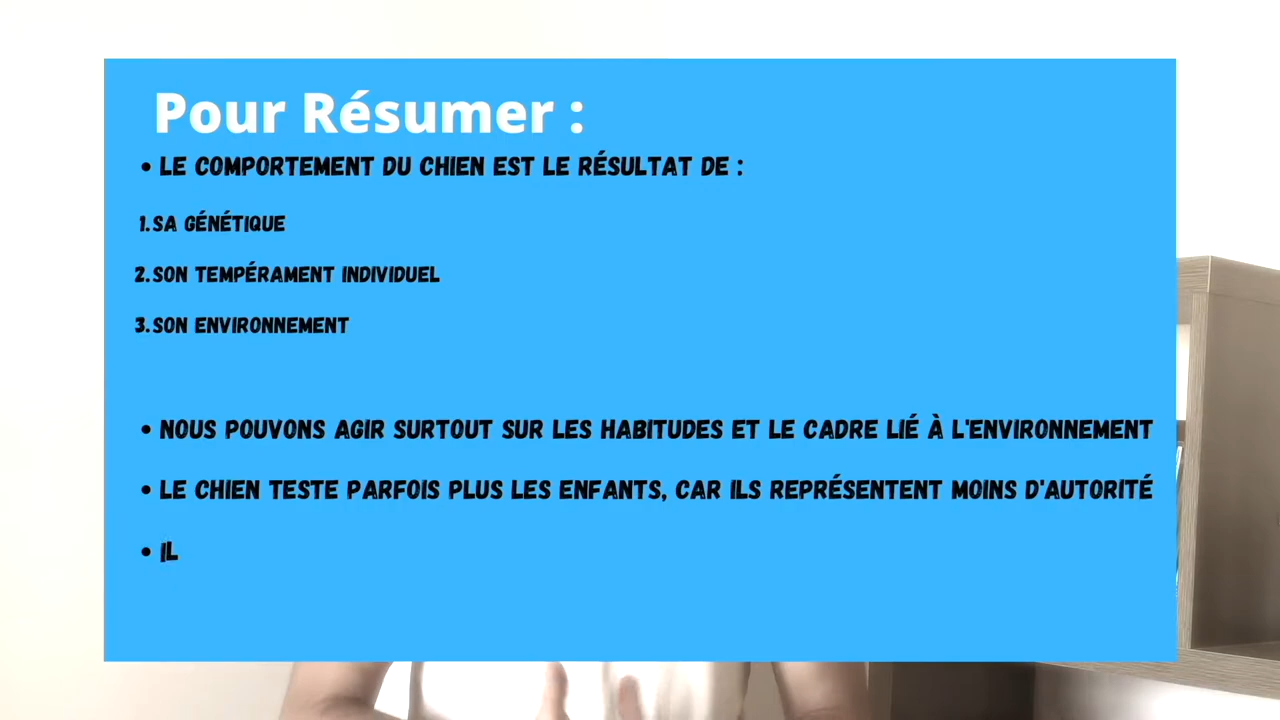 Pour Résumer :
• LE COMPORTEMENT DU CHIEN EST LE RÉSULTAT DE :
1. SA GÉNÉTIQUE
2. SON TEMPÉRAMENT INDIVIDUEL
3. SON ENVIRONNEMENT
• NOUS POUVONS AGIR SURTOUT SUR LES HABITUDES ET LE CADRE LIÉ À L'ENVIRONNEMENT
• LE CHIEN TESTE PARFOIS PLUS LES ENFANTS, CAR ILS REPRÉSENTENT MOINS D'AUTORITÉ
• IL